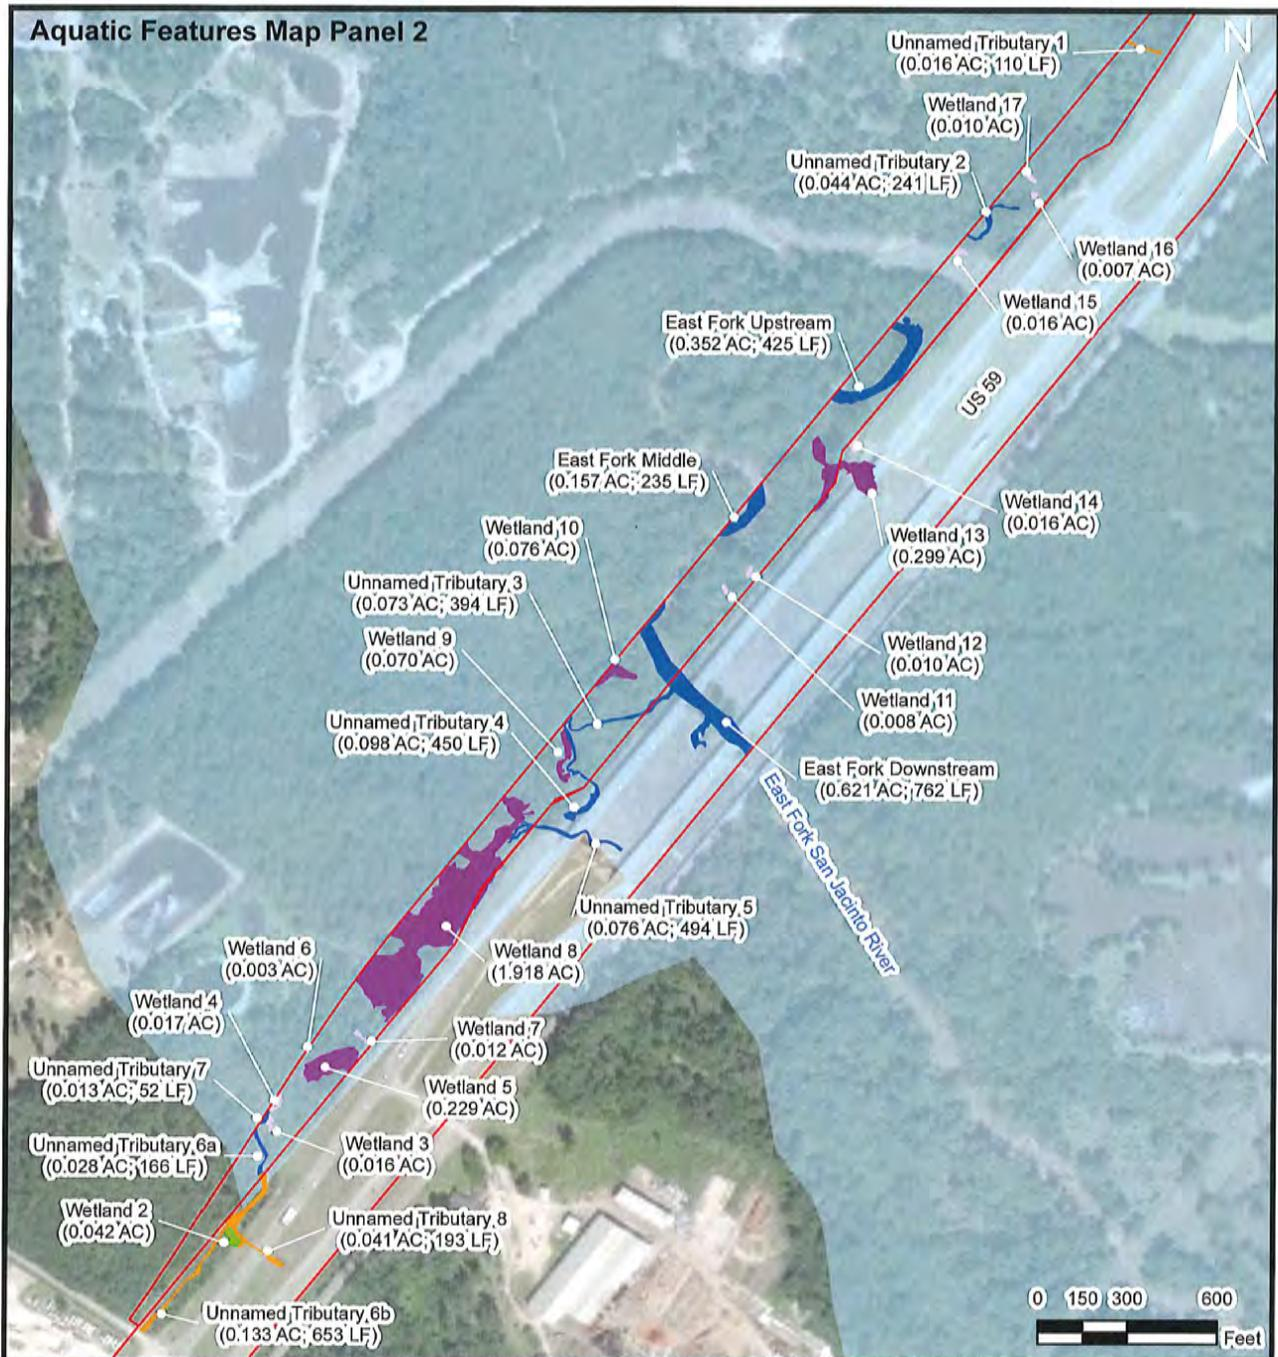 Aquatic Features Map Panel 2
Unnamed Tributary 1
(0.016 AC; 110 LF)
N
Wetland 17
(0.010 AC)
Unnamed Tributary 2
(0.044 AC; 241 LF)
Wetland 16
(0.007 AC)
Wetland 15
(0.016 AC)
East Fork Upstream
(0.352 AC; 425 LF)
US 59
East Fork Middle
(0.157 AC; 235 LF)
Wetland 14
(0.016 AC)
Wetland 10
(0.076 AC)
Wetland 13
(0.299 AC)
Unnamed Tributary 3
(0.073 AC; 394 LF)
Wetland 9
(0.070 AC)
Wetland 12
(0.010 AC)
Wetland 11
(0.008 AC)
Unnamed Tributary 4
(0.098 AC; 450 LF)
East Fork Downstream
(0.621 AC; 762 LF)
East Fork San Jacinto River
Unnamed Tributary 5
(0.076 AC; 494 LF)
Wetland 6
(0.003 AC)
Wetland 8
(1.918 AC)
Wetland 4
(0.017 AC)
Wetland 7
(0.012 AC)
Unnamed Tributary 7
(0.013 AC; 52 LF)
Wetland 5
(0.229 AC)
Unnamed Tributary 6a
(0.028 AC; 166 LF)
Wetland 3
(0.016 AC)
Wetland 2
(0.042 AC)
Unnamed Tributary 8
(0.041 AC; 193 LF)
Unnamed Tributary 6b
(0.133 AC; 653 LF)
0 150 300 600
Feet